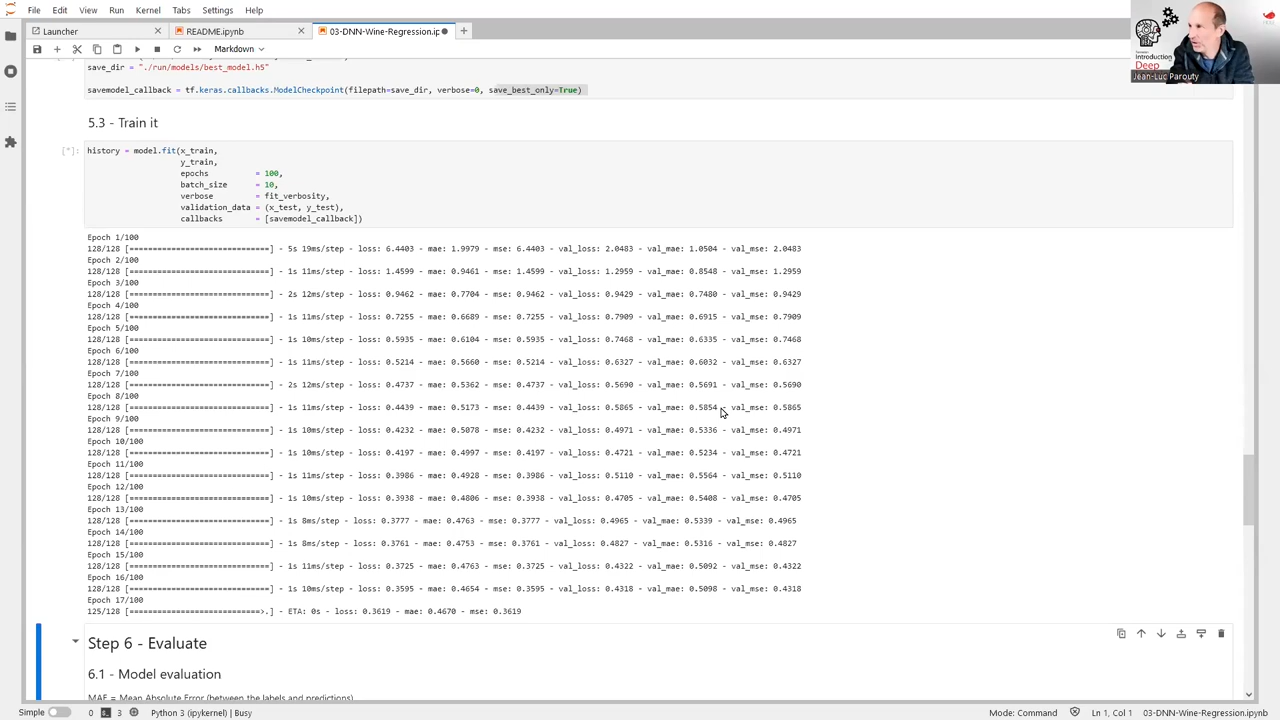 File Edit View Run Kernel Tabs Settings Help
Launcher × README.ipynb × 03-DNN-Wine-Regression.ip
Markdown
save_dir = "./run/models/best_model.h5"
savemodel_callback = tf.keras.callbacks.ModelCheckpoint(filepath=save_dir, verbose=0, save_best_only=True)
Introduction
Deep
Jean-Luc Parouty
5.3 - Train it
[*]: history = model.fit(x_train,
y_train,
epochs = 100,
batch_size = 10,
verbose = fit_verbosity,
validation_data = (x_test, y_test),
callbacks = [savemodel_callback])
Epoch 1/100
128/128 [==============================] - 5s 19ms/step - loss: 6.4403 - mae: 1.9979 - mse: 6.4403 - val_loss: 2.0483 - val_mae: 1.0504 - val_mse: 2.0483
Epoch 2/100
128/128 [==============================] - 1s 11ms/step - loss: 1.4599 - mae: 0.9461 - mse: 1.4599 - val_loss: 1.2959 - val_mae: 0.8548 - val_mse: 1.2959
Epoch 3/100
128/128 [==============================] - 2s 12ms/step - loss: 0.9462 - mae: 0.7704 - mse: 0.9462 - val_loss: 0.9429 - val_mae: 0.7480 - val_mse: 0.9429
Epoch 4/100
128/128 [==============================] - 1s 11ms/step - loss: 0.7255 - mae: 0.6689 - mse: 0.7255 - val_loss: 0.7909 - val_mae: 0.6915 - val_mse: 0.7909
Epoch 5/100
128/128 [==============================] - 1s 10ms/step - loss: 0.5935 - mae: 0.6104 - mse: 0.5935 - val_loss: 0.7468 - val_mae: 0.6335 - val_mse: 0.7468
Epoch 6/100
128/128 [==============================] - 1s 11ms/step - loss: 0.5214 - mae: 0.5660 - mse: 0.5214 - val_loss: 0.6327 - val_mae: 0.6032 - val_mse: 0.6327
Epoch 7/100
128/128 [==============================] - 2s 12ms/step - loss: 0.4737 - mae: 0.5362 - mse: 0.4737 - val_loss: 0.5690 - val_mae: 0.5691 - val_mse: 0.5690
Epoch 8/100
128/128 [==============================] - 1s 11ms/step - loss: 0.4439 - mae: 0.5173 - mse: 0.4439 - val_loss: 0.5865 - val_mae: 0.5854 - val_mse: 0.5865
Epoch 9/100
128/128 [==============================] - 1s 10ms/step - loss: 0.4232 - mae: 0.5078 - mse: 0.4232 - val_loss: 0.4971 - val_mae: 0.5336 - val_mse: 0.4971
Epoch 10/100
128/128 [==============================] - 1s 10ms/step - loss: 0.4197 - mae: 0.4997 - mse: 0.4197 - val_loss: 0.4721 - val_mae: 0.5234 - val_mse: 0.4721
Epoch 11/100
128/128 [==============================] - 1s 11ms/step - loss: 0.3986 - mae: 0.4928 - mse: 0.3986 - val_loss: 0.5110 - val_mae: 0.5564 - val_mse: 0.5110
Epoch 12/100
128/128 [==============================] - 1s 10ms/step - loss: 0.3938 - mae: 0.4806 - mse: 0.3938 - val_loss: 0.4705 - val_mae: 0.5408 - val_mse: 0.4705
Epoch 13/100
128/128 [==============================] - 1s 8ms/step - loss: 0.3777 - mae: 0.4763 - mse: 0.3777 - val_loss: 0.4965 - val_mae: 0.5339 - val_mse: 0.4965
Epoch 14/100
128/128 [==============================] - 1s 8ms/step - loss: 0.3761 - mae: 0.4753 - mse: 0.3761 - val_loss: 0.4827 - val_mae: 0.5316 - val_mse: 0.4827
Epoch 15/100
128/128 [==============================] - 1s 11ms/step - loss: 0.3725 - mae: 0.4763 - mse: 0.3725 - val_loss: 0.4322 - val_mae: 0.5092 - val_mse: 0.4322
Epoch 16/100
128/128 [==============================] - 1s 10ms/step - loss: 0.3595 - mae: 0.4654 - mse: 0.3595 - val_loss: 0.4318 - val_mae: 0.5098 - val_mse: 0.4318
Epoch 17/100
125/128 [============================>.] - ETA: 0s - loss: 0.3619 - mae: 0.4670 - mse: 0.3619
Step 6 - Evaluate
6.1 - Model evaluation
MAE = Mean Absolute Error (between the labels and predictions)
Simple 0 3 Python 3 (ipykernel) | Busy Mode: Command Ln 1, Col 1 03-DNN-Wine-Regression.ipynb